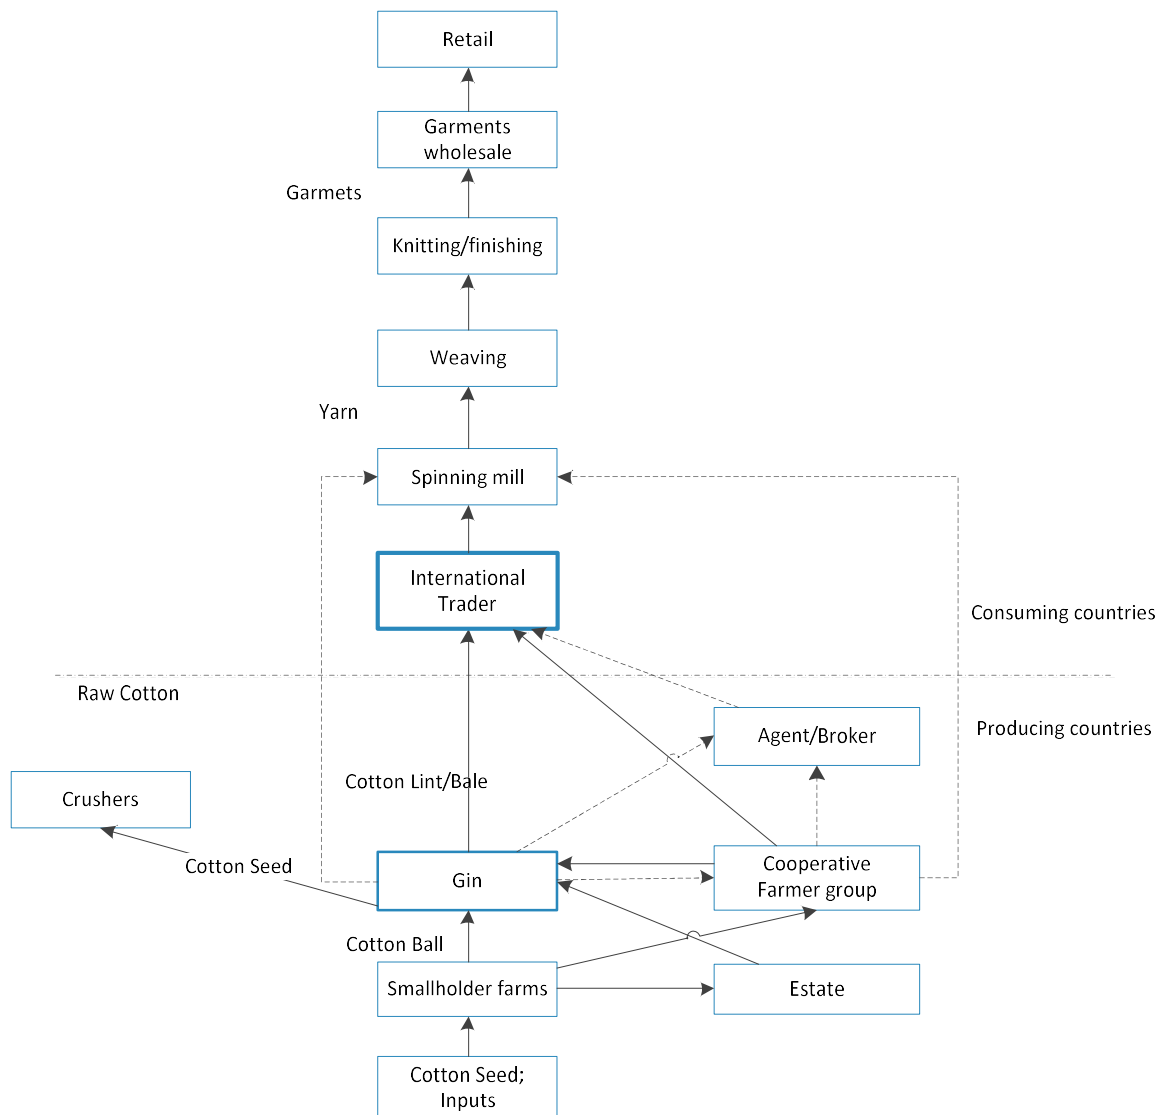 Retail
Garments
wholesale
Garmets
Knitting/finishing
Weaving
Yarn
Spinning mill
International
Trader
Consuming countries
Raw Cotton
Producing countries
Agent/Broker
Cotton Lint/Bale
Crushers
Cotton Seed
Gin
Cooperative
Farmer group
Cotton Ball
Smallholder farms
Estate
Cotton Seed;
Inputs